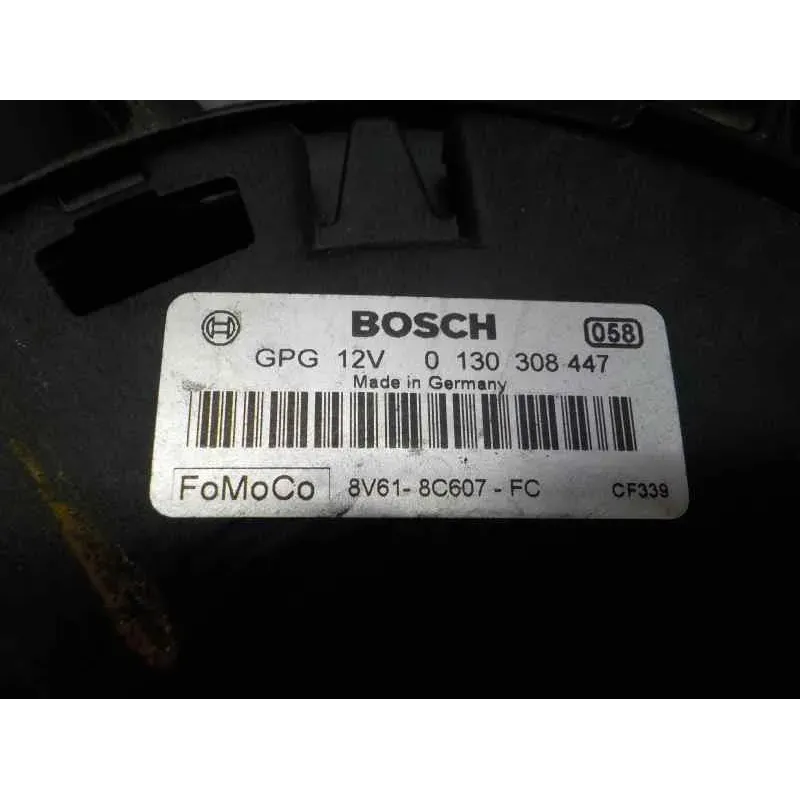 BOSCH 058
GPG 12V 0 130 308 447
Made in Germany
FoMoCo 8V61- 8C607 - FC CF339